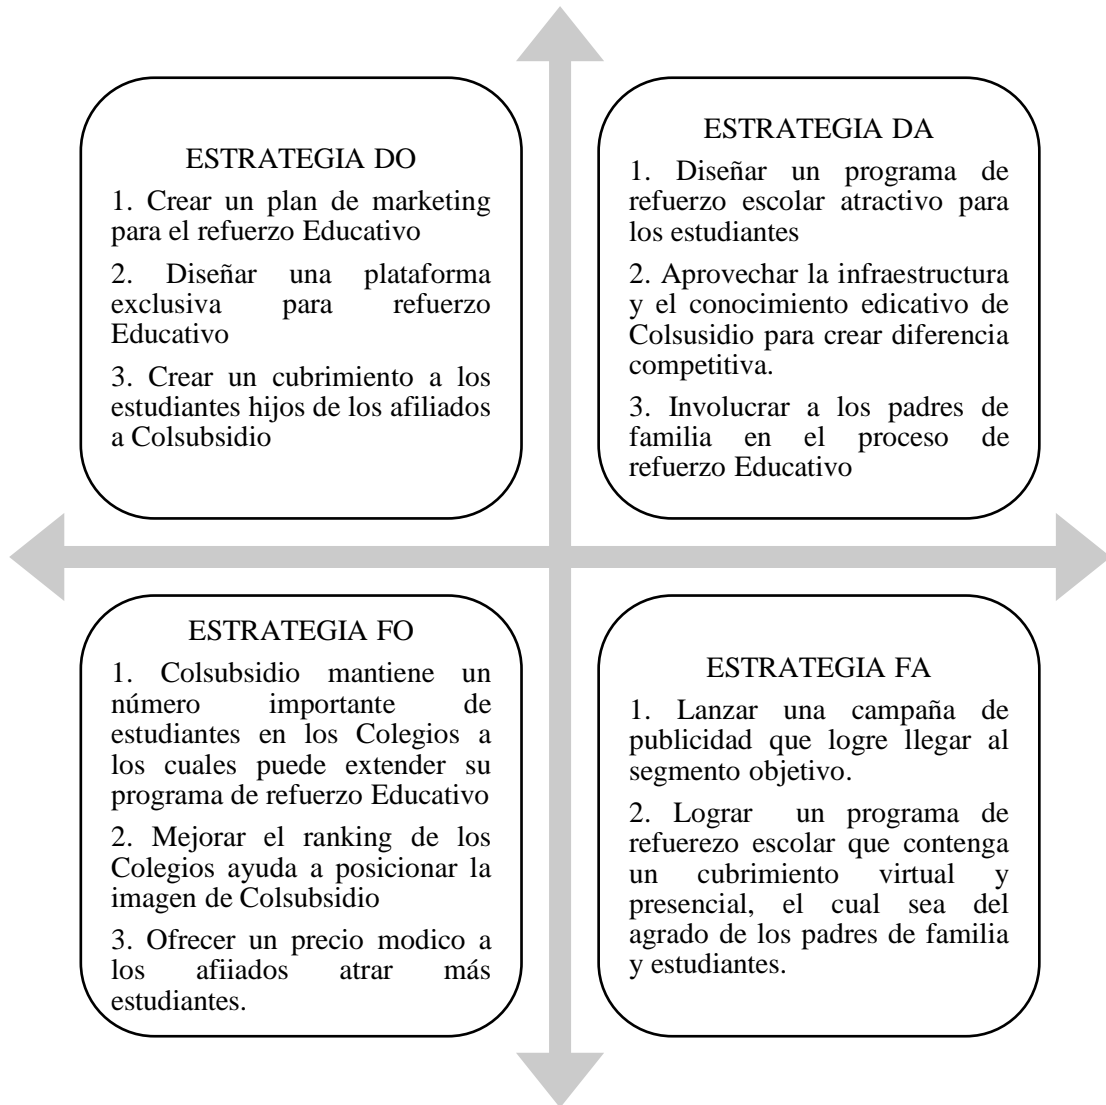 ESTRATEGIA DO
1. Crear un plan de marketing
para el refuerzo Educativo
2. Diseñar una plataforma
exclusiva para refuerzo
Educativo
3. Crear un cubrimiento a los
estudiantes hijos de los afiliados
a Colsubsidio
ESTRATEGIA DA
1. Diseñar un programa de
refuerzo escolar atractivo para
los estudiantes
2. Aprovechar la infraestructura
y el conocimiento edicativo de
Colsusidio para crear diferencia
competitiva.
3. Involucrar a los padres de
familia en el proceso de
refuerzo Educativo
ESTRATEGIA FO
1. Colsubsidio mantiene un
número importante de
estudiantes en los Colegios a
los cuales puede extender su
programa de refuerzo Educativo
2. Mejorar el ranking de los
Colegios ayuda a posicionar la
imagen de Colsubsidio
3. Ofrecer un precio modico a
los afiiados atrar más
estudiantes.
ESTRATEGIA FA
1. Lanzar una campaña de
publicidad que logre llegar al
segmento objetivo.
2. Lograr un programa de
refuerezo escolar que contenga
un cubrimiento virtual y
presencial, el cual sea del
agrado de los padres de familia
y estudiantes.